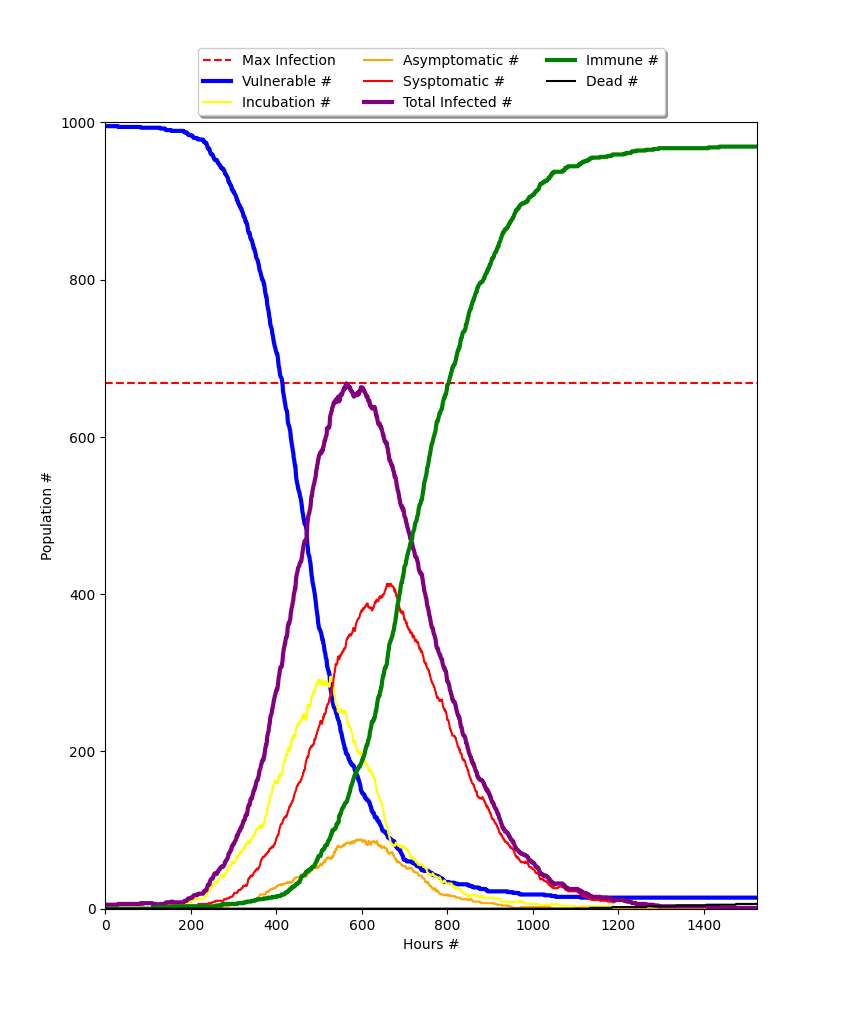 Max Infection Asymptomatic # Immune #
Vulnerable # Sysptomatic # Dead #
Incubation # Total Infected #
1000
800
600
400
200
0
Population #
0 200 400 600 800 1000 1200 1400
Hours #